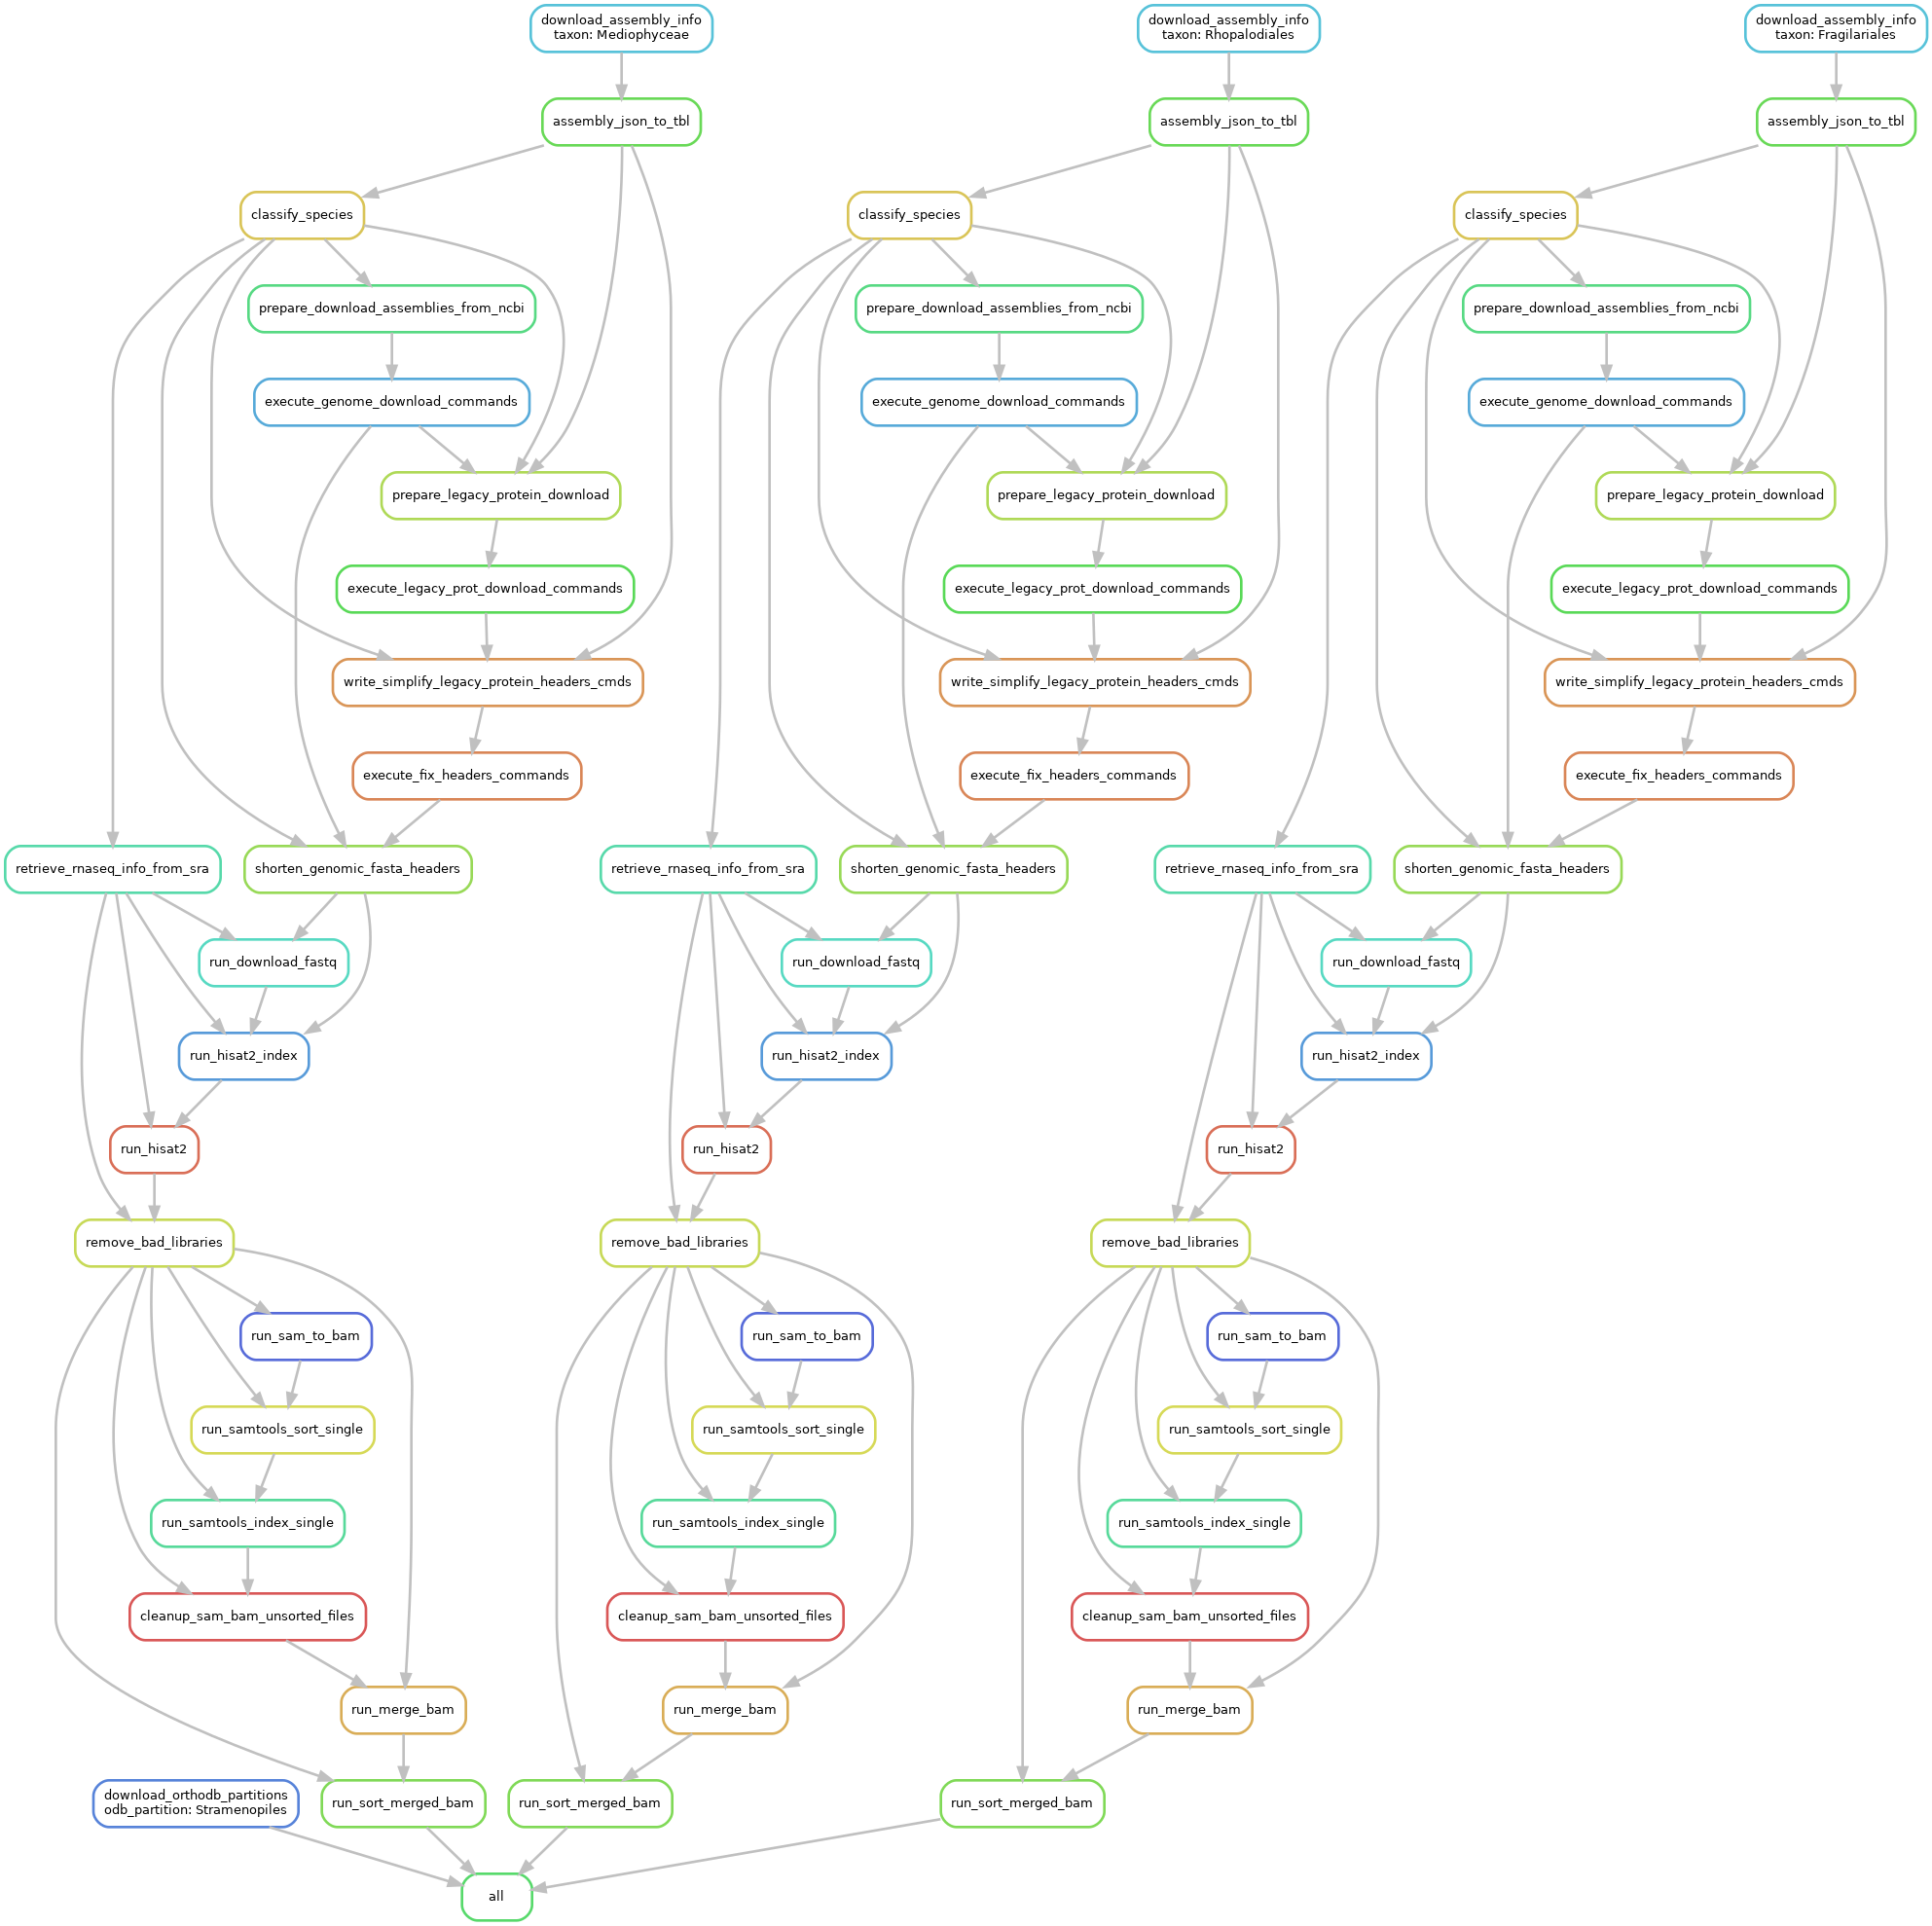 download_assembly_info
taxon: Mediophyceae
download_assembly_info
taxon: Rhopalodiales
download_assembly_info
taxon: Fragilariales
assembly_json_to_tbl
assembly_json_to_tbl
assembly_json_to_tbl
classify_species
classify_species
classify_species
prepare_download_assemblies_from_ncbi
prepare_download_assemblies_from_ncbi
prepare_download_assemblies_from_ncbi
execute_genome_download_commands
execute_genome_download_commands
execute_genome_download_commands
prepare_legacy_protein_download
prepare_legacy_protein_download
prepare_legacy_protein_download
execute_legacy_prot_download_commands
execute_legacy_prot_download_commands
execute_legacy_prot_download_commands
write_simplify_legacy_protein_headers_cmds
write_simplify_legacy_protein_headers_cmds
write_simplify_legacy_protein_headers_cmds
execute_fix_headers_commands
execute_fix_headers_commands
execute_fix_headers_commands
retrieve_rnaseq_info_from_sra
shorten_genomic_fasta_headers
retrieve_rnaseq_info_from_sra
shorten_genomic_fasta_headers
retrieve_rnaseq_info_from_sra
shorten_genomic_fasta_headers
run_download_fastq
run_download_fastq
run_download_fastq
run_hisat2_index
run_hisat2_index
run_hisat2_index
run_hisat2
run_hisat2
run_hisat2
remove_bad_libraries
remove_bad_libraries
remove_bad_libraries
run_sam_to_bam
run_sam_to_bam
run_sam_to_bam
run_samtools_sort_single
run_samtools_sort_single
run_samtools_sort_single
run_samtools_index_single
run_samtools_index_single
run_samtools_index_single
cleanup_sam_bam_unsorted_files
cleanup_sam_bam_unsorted_files
cleanup_sam_bam_unsorted_files
run_merge_bam
run_merge_bam
run_merge_bam
download_orthodb_partitions
odb_partition: Stramenopiles
run_sort_merged_bam
run_sort_merged_bam
run_sort_merged_bam
all